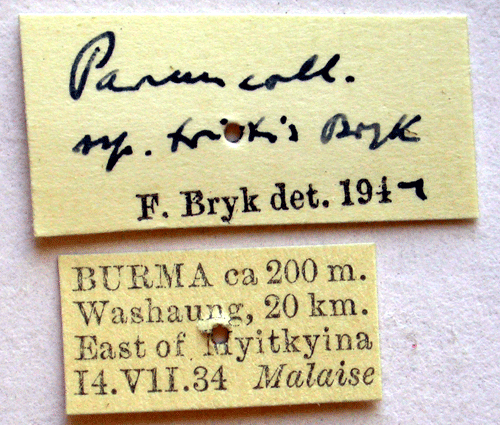 Parum coll.
ssp. tristis Bryk
F. Bryk det. 1947
BURMA ca 200 m.
Washaung, 20 km.
East of Myitkyina
14.VII.34 Malaise